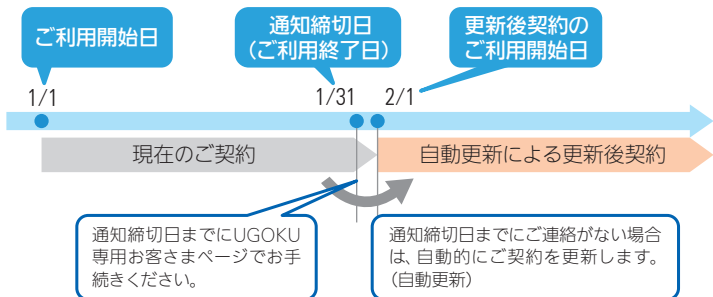 ご利用開始日
通知締切日
（ご利用終了日）
更新後契約の
ご利用開始日
1/1
1/31
2/1
現在のご契約
自動更新による更新後契約
通知締切日までにUGOKU
専用お客さまページでお手
続きください。
通知締切日までにご連絡がない場合
は、自動的にご契約を更新します。
（自動更新）